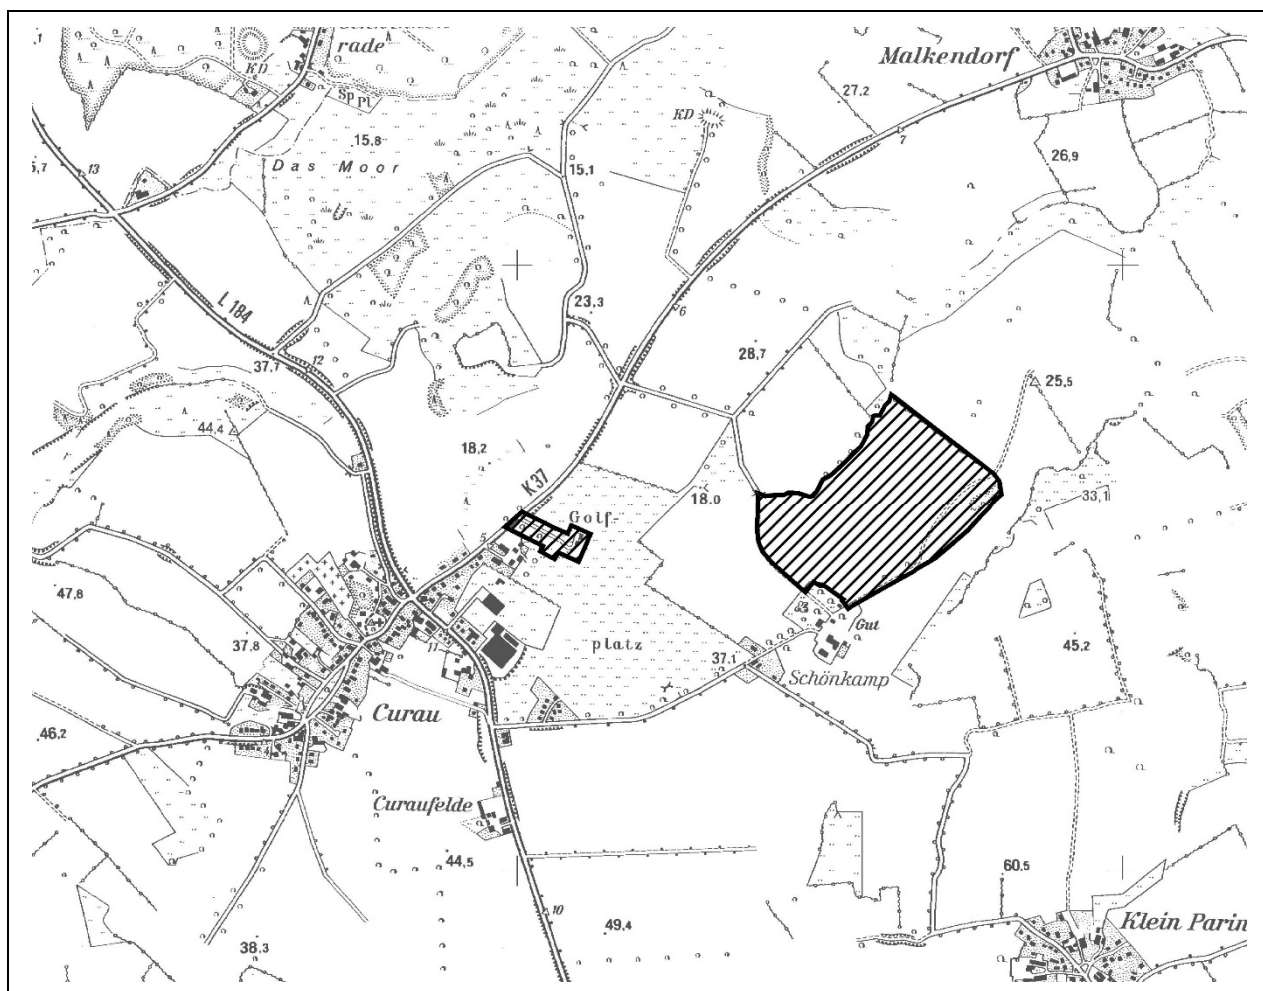 rade
Malkendorf
KD
Sp Pl
27,2
,1
15,8
KD
7
Das Moor
15,1
26,9
13
L 184
23,3
6
37,7
12
28,7
25,5
44,4
18,2
K 37
18.0
33,1
Golf-
5
47,8
Gut
37,8
11
platz
37.1
45,2
Schönkamp
Curau
46,2
4
Curaufelde
44,5
60.5
10
49,4
Klein Parin
38.3